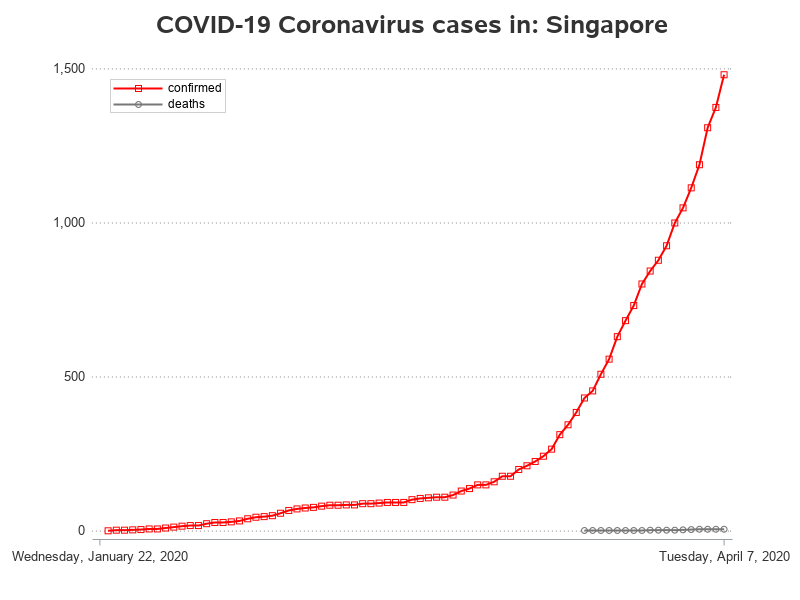 COVID-19 Coronavirus cases in: Singapore
1,500
confirmed
deaths
1,000
500
0
Wednesday, January 22, 2020
Tuesday, April 7, 2020